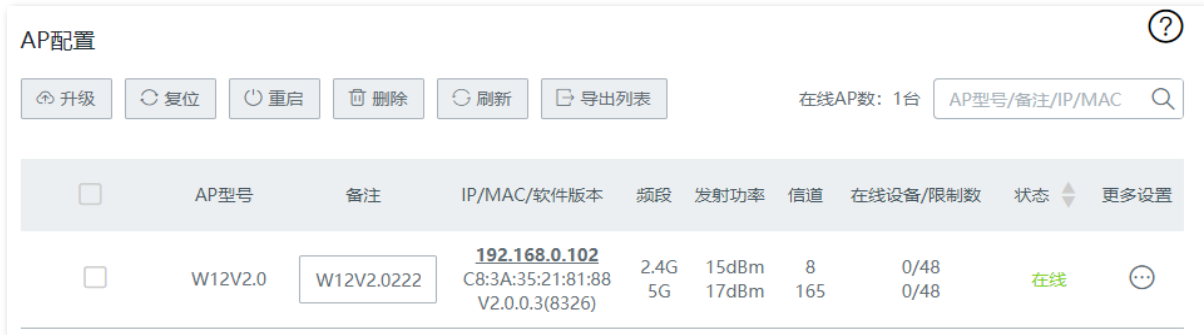 AP配置
?
升级 复位 重启 删除 刷新 导出列表 在线AP数：1台 AP型号/备注/IP/MAC
AP型号 备注 IP/MAC/软件版本 频段 发射功率 信道 在线设备/限制数 状态 更多设置
192.168.0.102
W12V2.0 W12V2.0222 C8:3A:35:21:81:88 2.4G 15dBm 8 0/48 在线
V2.0.0.3(8326) 5G 17dBm 165 0/48